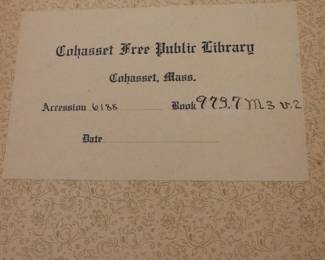 Cohasset Free Public Library
Cohasset, Mass.
Accession 6188 Book 973.7 M3 v.2
Date